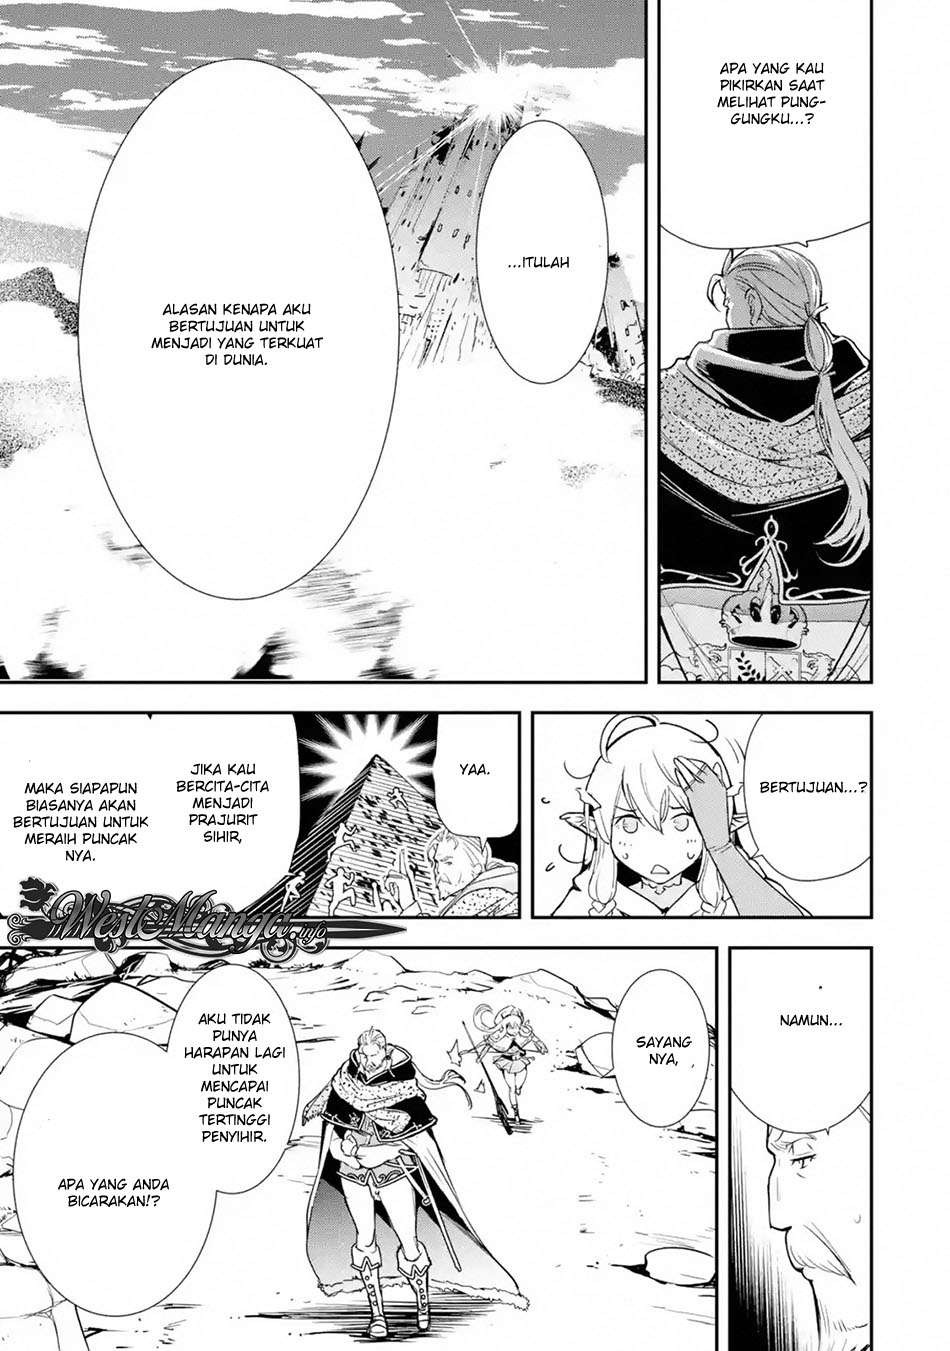 APA YANG KAU
PIKIRKAN SAAT
MELIHAT PUNG-
GUNGKU...?
...ITULAH
ALASAN KENAPA AKU
BERTUJUAN UNTUK
MENJADI YANG TERKUAT
DI DUNIA.
BERTUJUAN...?
YAA.
JIKA KAU
BERCITA-CITA
MENJADI
PRAJURIT
SIHIR,
MAKA SIAPAPUN
BIASANYA AKAN
BERTUJUAN UNTUK
MERAIH PUNCAK
NYA.
WestManga.info
NAMUN...
SAYANG
NYA,
AKU TIDAK
PUNYA
HARAPAN LAGI
UNTUK
MENCAPAI
PUNCAK
TERTINGGI
PENYIHIR.
APA YANG ANDA
BICARAKAN!?